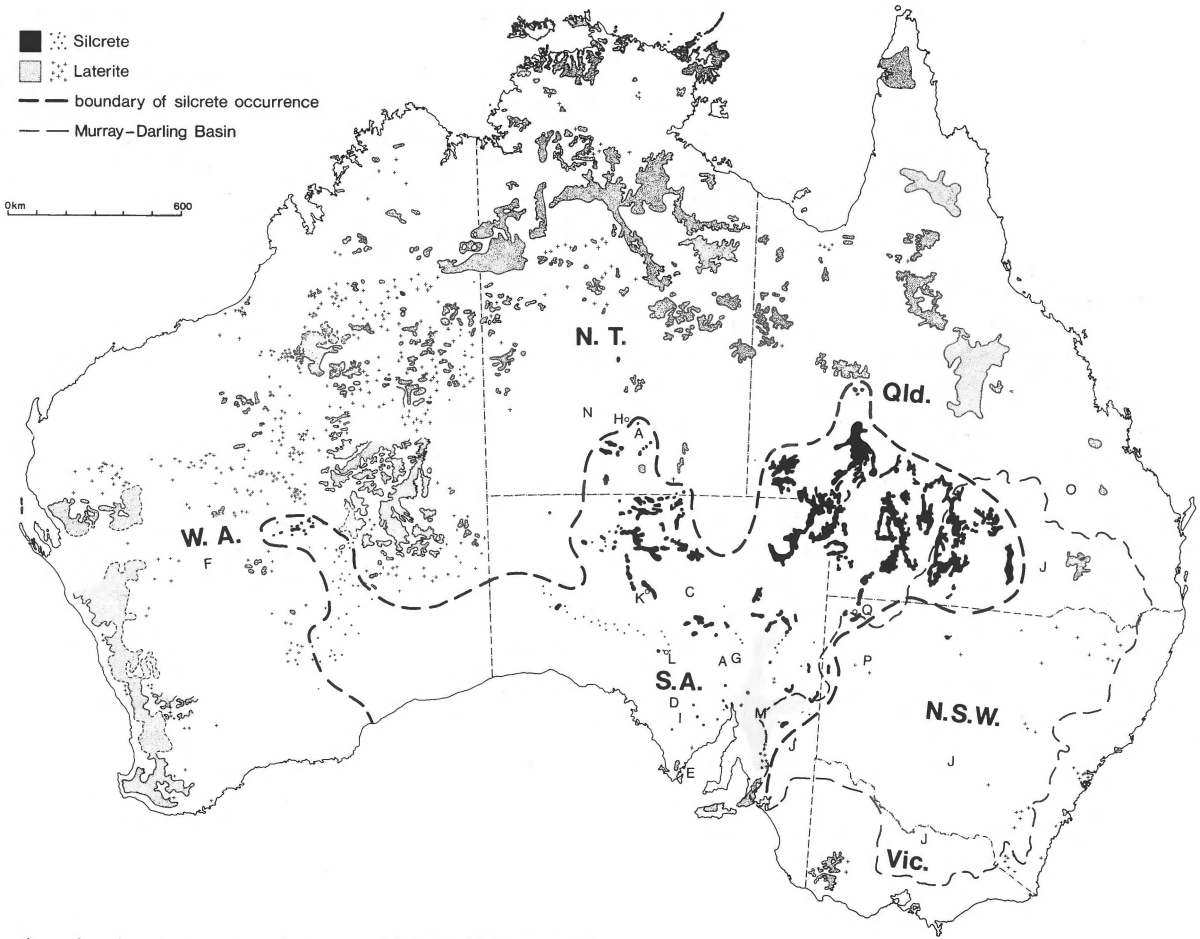 Silcrete
Laterite
boundary of silcrete occurrence
Murray-Darling Basin
0km 600
N. T.
Qld.
N
H
A
O
W. A.
F
J
K
C
Q
L
A G
P
S.A.
D
M
N.S.W.
I
J
J
E
J
Vic.